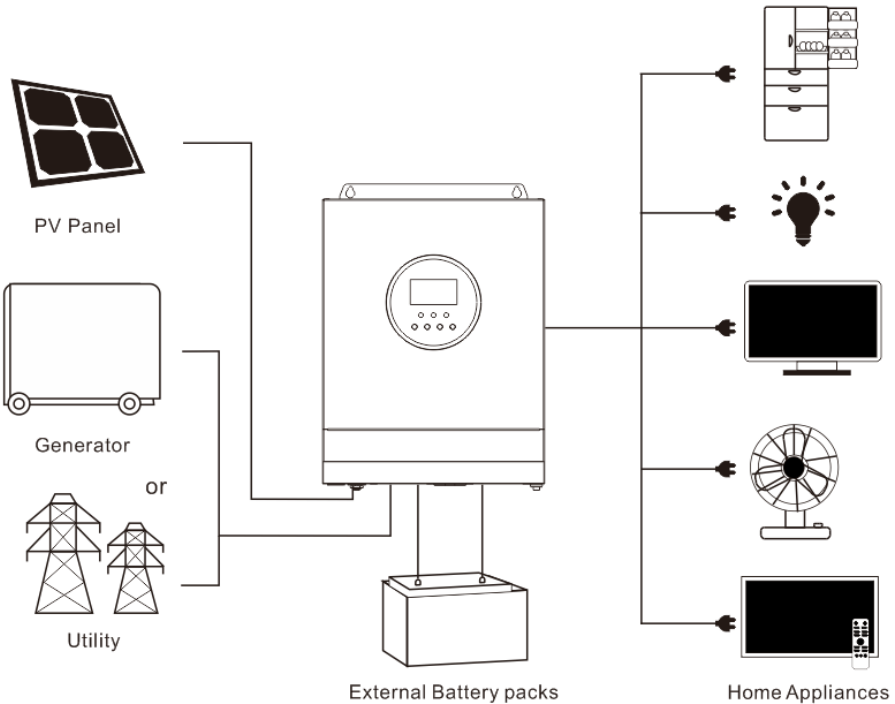 PV Panel
Generator
or
Utility
External Battery packs
Home Appliances